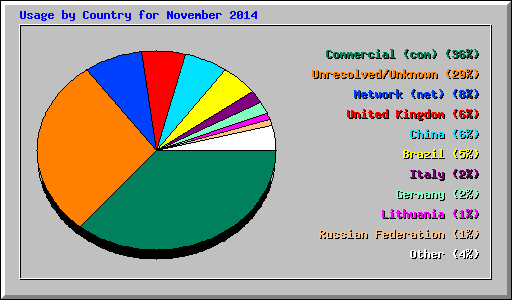 Usage by Country for November 2014
Commercial (com) (36%)
Unresolved/Unknown (29%)
Network (net) (8%)
United Kingdom (6%)
China (6%)
Brazil (5%)
Italy (2%)
Germany (2%)
Lithuania (1%)
Russian Federation (1%)
Other (4%)